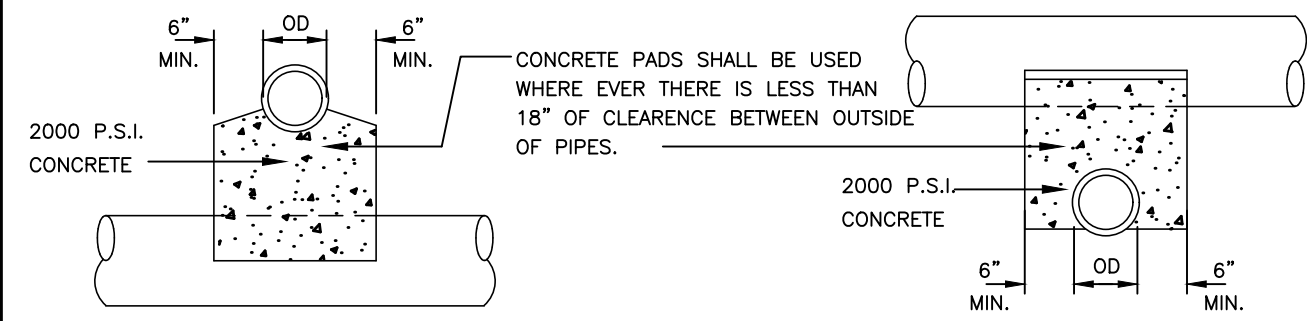 6" OD 6"
MIN. MIN.
2000 P.S.I.
CONCRETE
CONCRETE PADS SHALL BE USED
WHERE EVER THERE IS LESS THAN
18" OF CLEARENCE BETWEEN OUTSIDE
OF PIPES.
2000 P.S.I.
CONCRETE
6" OD 6"
MIN. MIN.